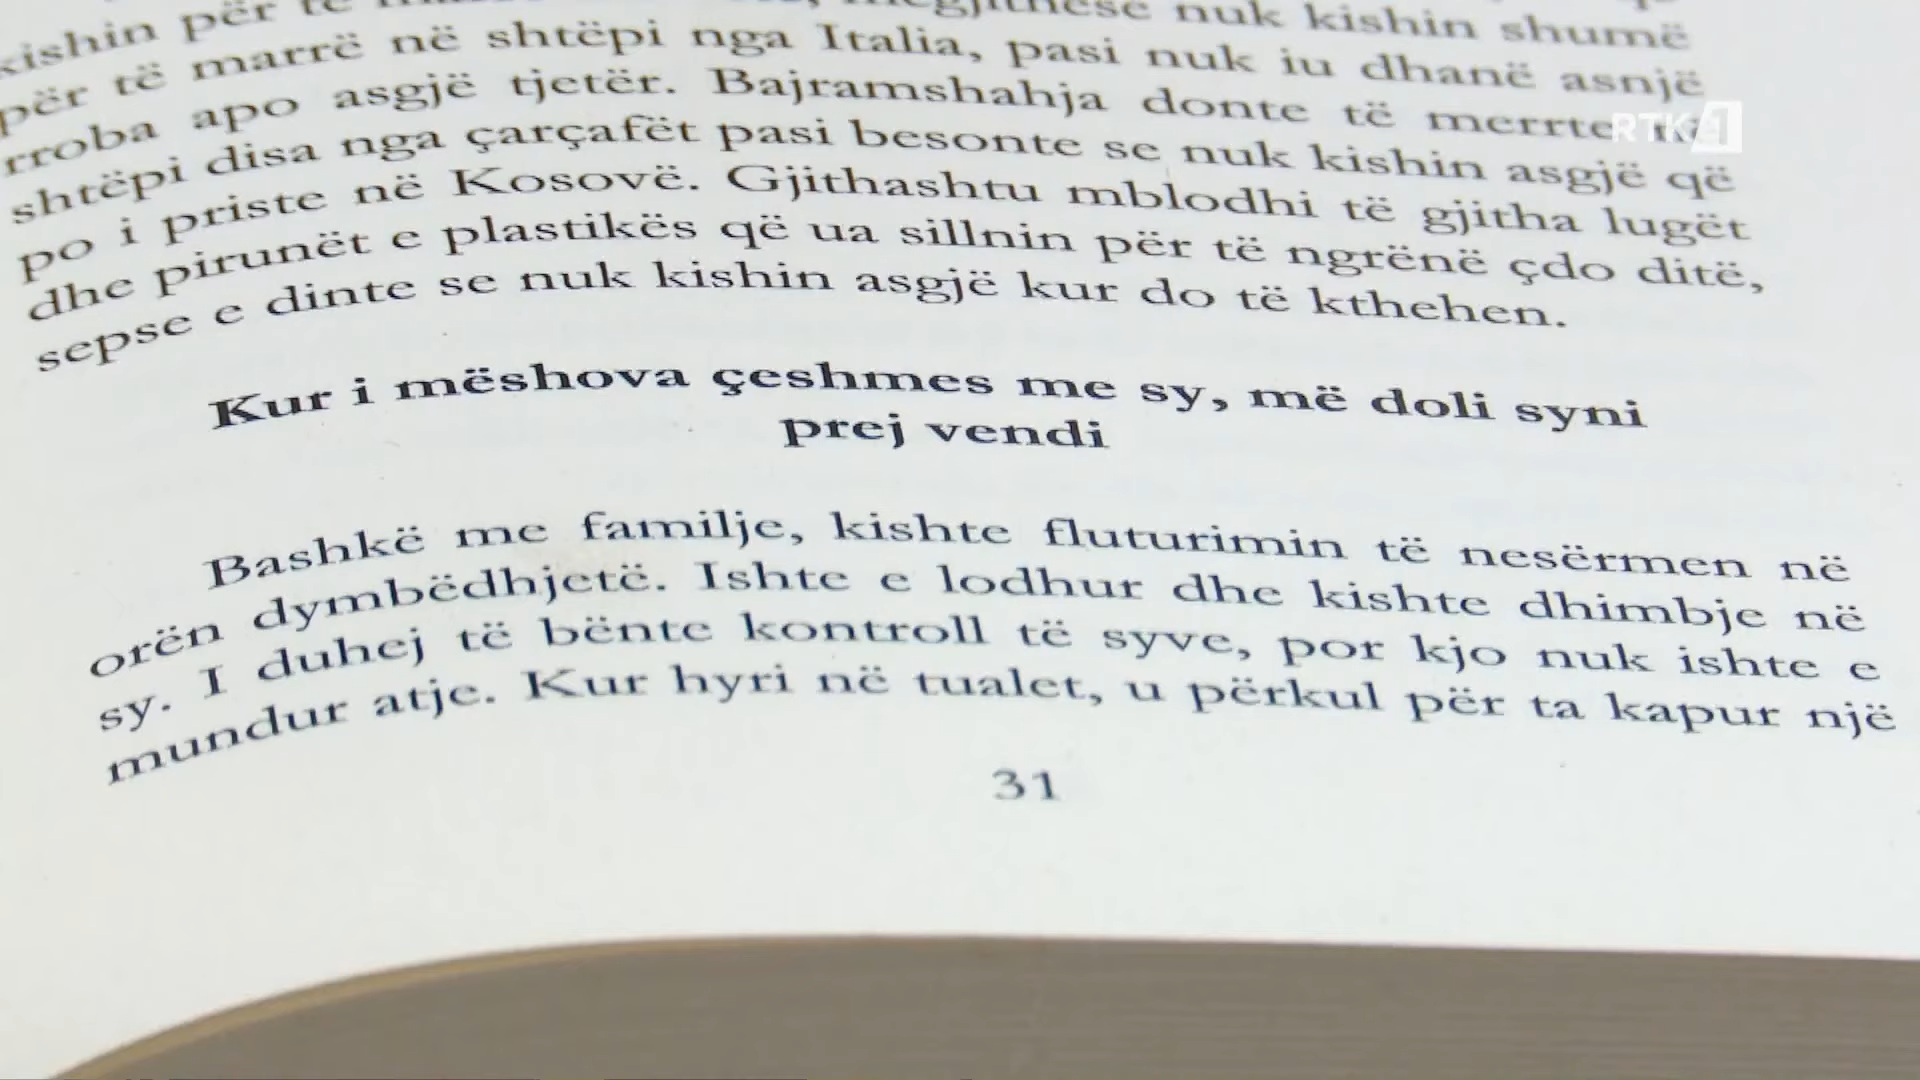 kishin për të megjithëse nuk kishin shumë
për të marrë në shtëpi nga Italia, pasi nuk iu dhanë asnjë
rroba apo asgjë tjetër. Bajramshahja donte të merrte
shtëpi disa nga çarçafët pasi besonte se nuk kishin asgjë që
po i priste në Kosovë. Gjithashtu mblodhi të gjitha lugët
dhe pirunët e plastikës që ua sillnin për të ngrënë çdo ditë,
sepse e dinte se nuk kishin asgjë kur do të kthehen.
Kur i mëshova çeshmes me sy, më doli syni
prej vendi
Bashkë me familje, kishte fluturimin të nesërmen në
orën dymbëdhjetë. Ishte e lodhur dhe kishte dhimbje në
sy. I duhej të bënte kontroll të syve, por kjo nuk ishte e
mundur atje. Kur hyri në tualet, u përkul për ta kapur një
31
RTK 1